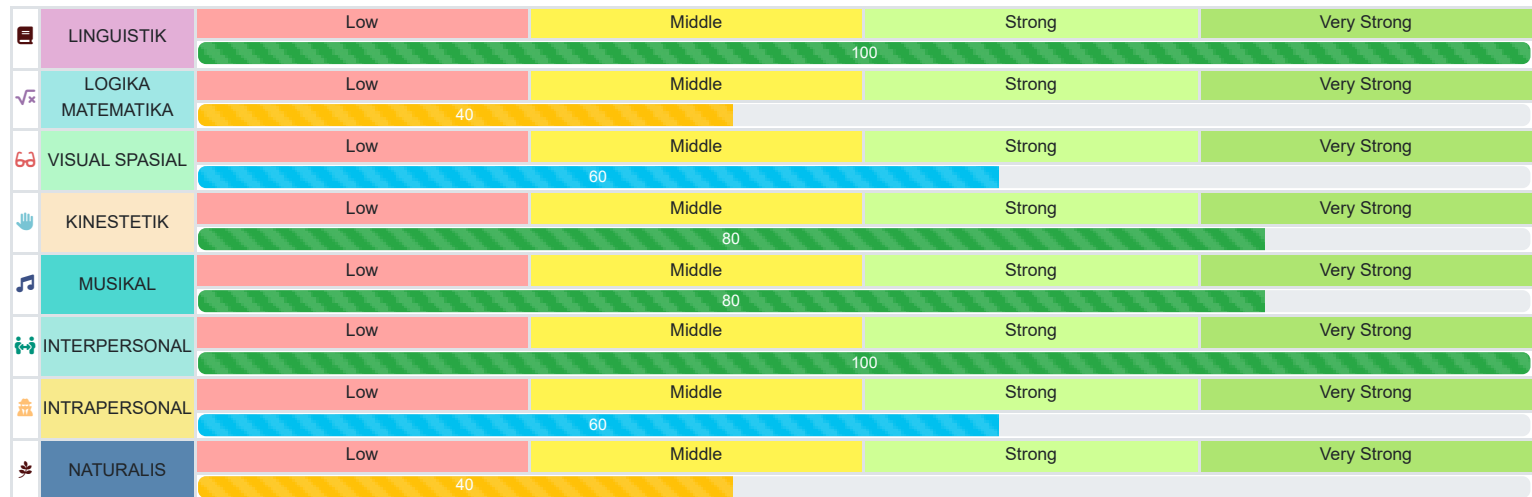 LINGUISTIK
Low Middle Strong Very Strong
100
LOGIKA
MATEMATIKA
Low Middle Strong Very Strong
40
VISUAL SPASIAL
Low Middle Strong Very Strong
60
KINESTETIK
Low Middle Strong Very Strong
80
MUSIKAL
Low Middle Strong Very Strong
80
INTERPERSONAL
Low Middle Strong Very Strong
100
INTRAPERSONAL
Low Middle Strong Very Strong
60
NATURALIS
Low Middle Strong Very Strong
40